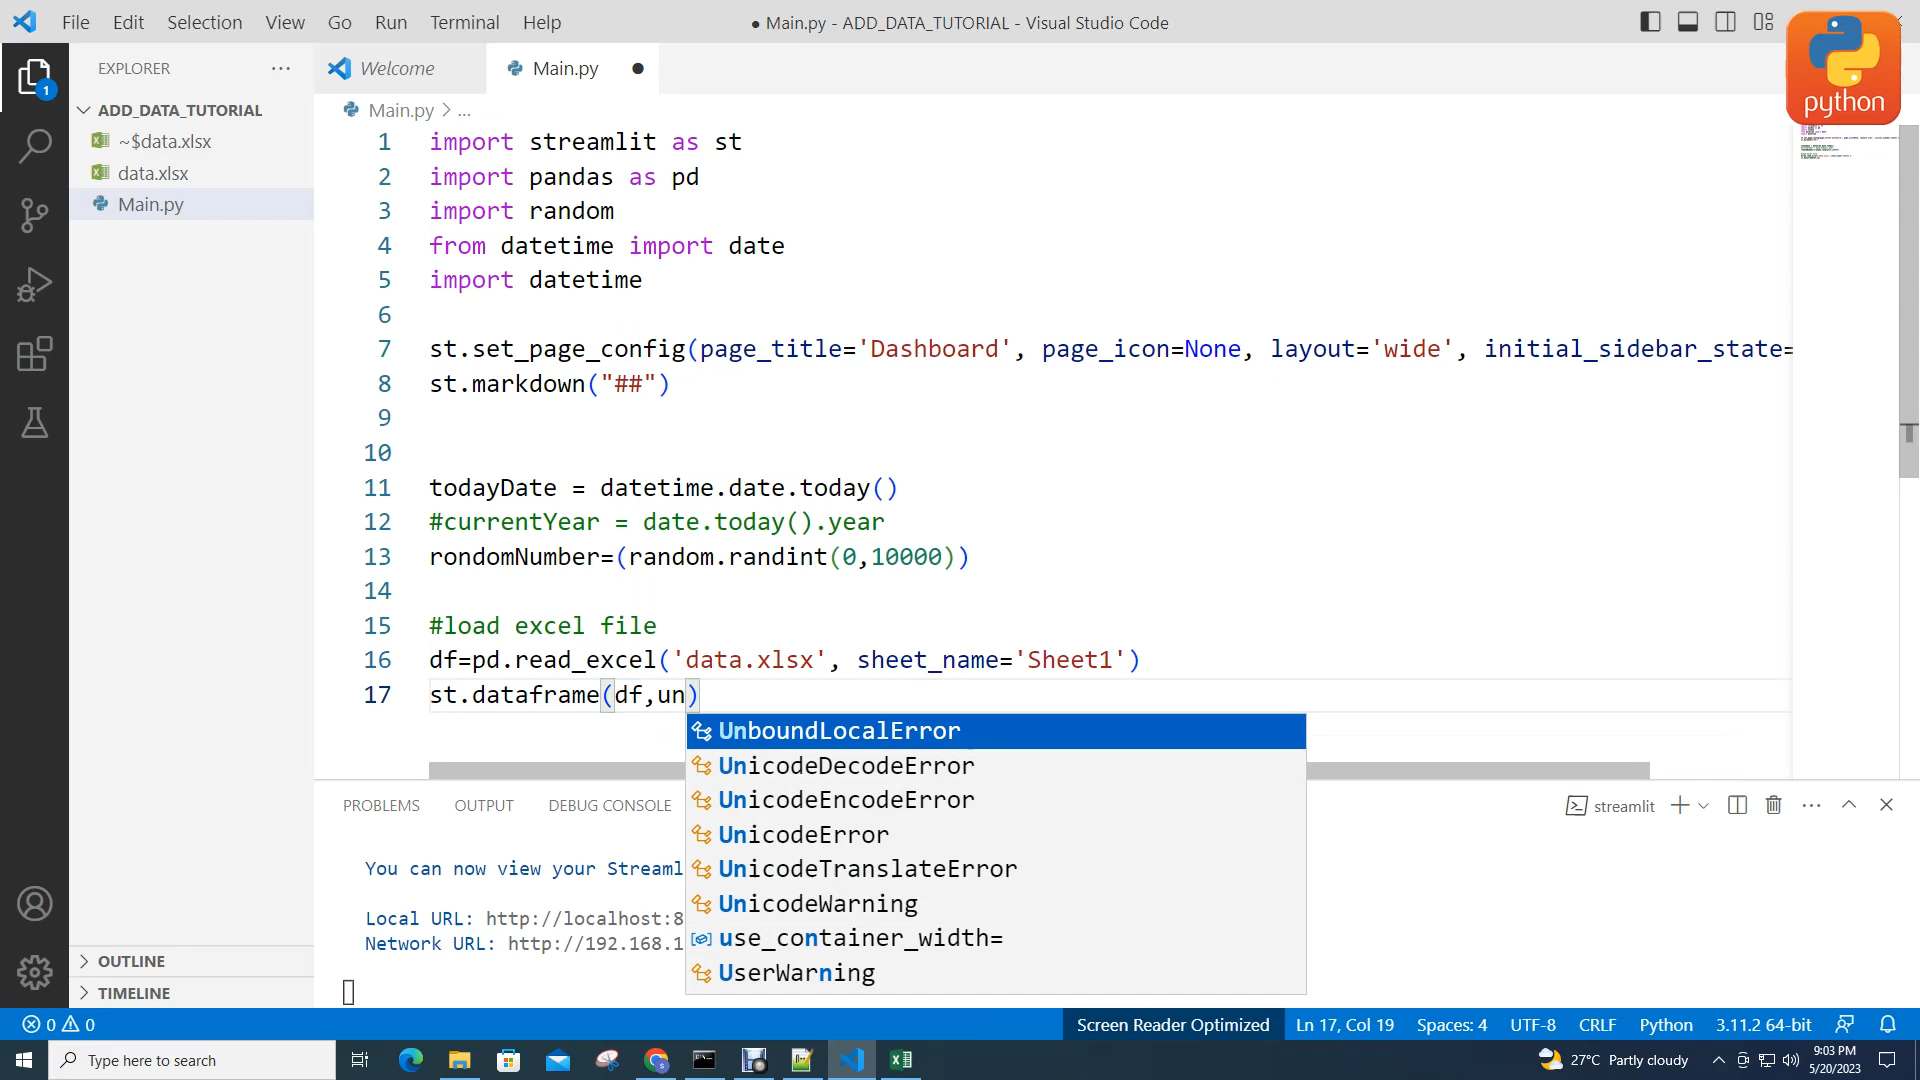 File Edit Selection View Go Run Terminal Help
● Main.py - ADD_DATA_TUTORIAL - Visual Studio Code
python
EXPLORER
Welcome
Main.py
ADD_DATA_TUTORIAL
~$data.xlsx
data.xlsx
Main.py
Main.py > ...
1 import streamlit as st
2 import pandas as pd
3 import random
4 from datetime import date
5 import datetime
6
7 st.set_page_config(page_title='Dashboard', page_icon=None, layout='wide', initial_sidebar_state=
8 st.markdown("##")
9
10
11 todayDate = datetime.date.today()
12 #currentYear = date.today().year
13 rondomNumber=(random.randint(0,10000))
14
15 #load excel file
16 df=pd.read_excel('data.xlsx', sheet_name='Sheet1')
17 st.dataframe(df,un)
UnboundLocalError
UnicodeDecodeError
UnicodeEncodeError
UnicodeError
UnicodeTranslateError
UnicodeWarning
use_container_width=
UserWarning
PROBLEMS OUTPUT DEBUG CONSOLE
streamlit
You can now view your Streaml
Local URL: http://localhost:8
Network URL: http://192.168.1
OUTLINE
TIMELINE
1
0 0
Screen Reader Optimized Ln 17, Col 19 Spaces: 4 UTF-8 CRLF Python 3.11.2 64-bit
Type here to search
27°C Partly cloudy
9:03 PM
5/20/2023